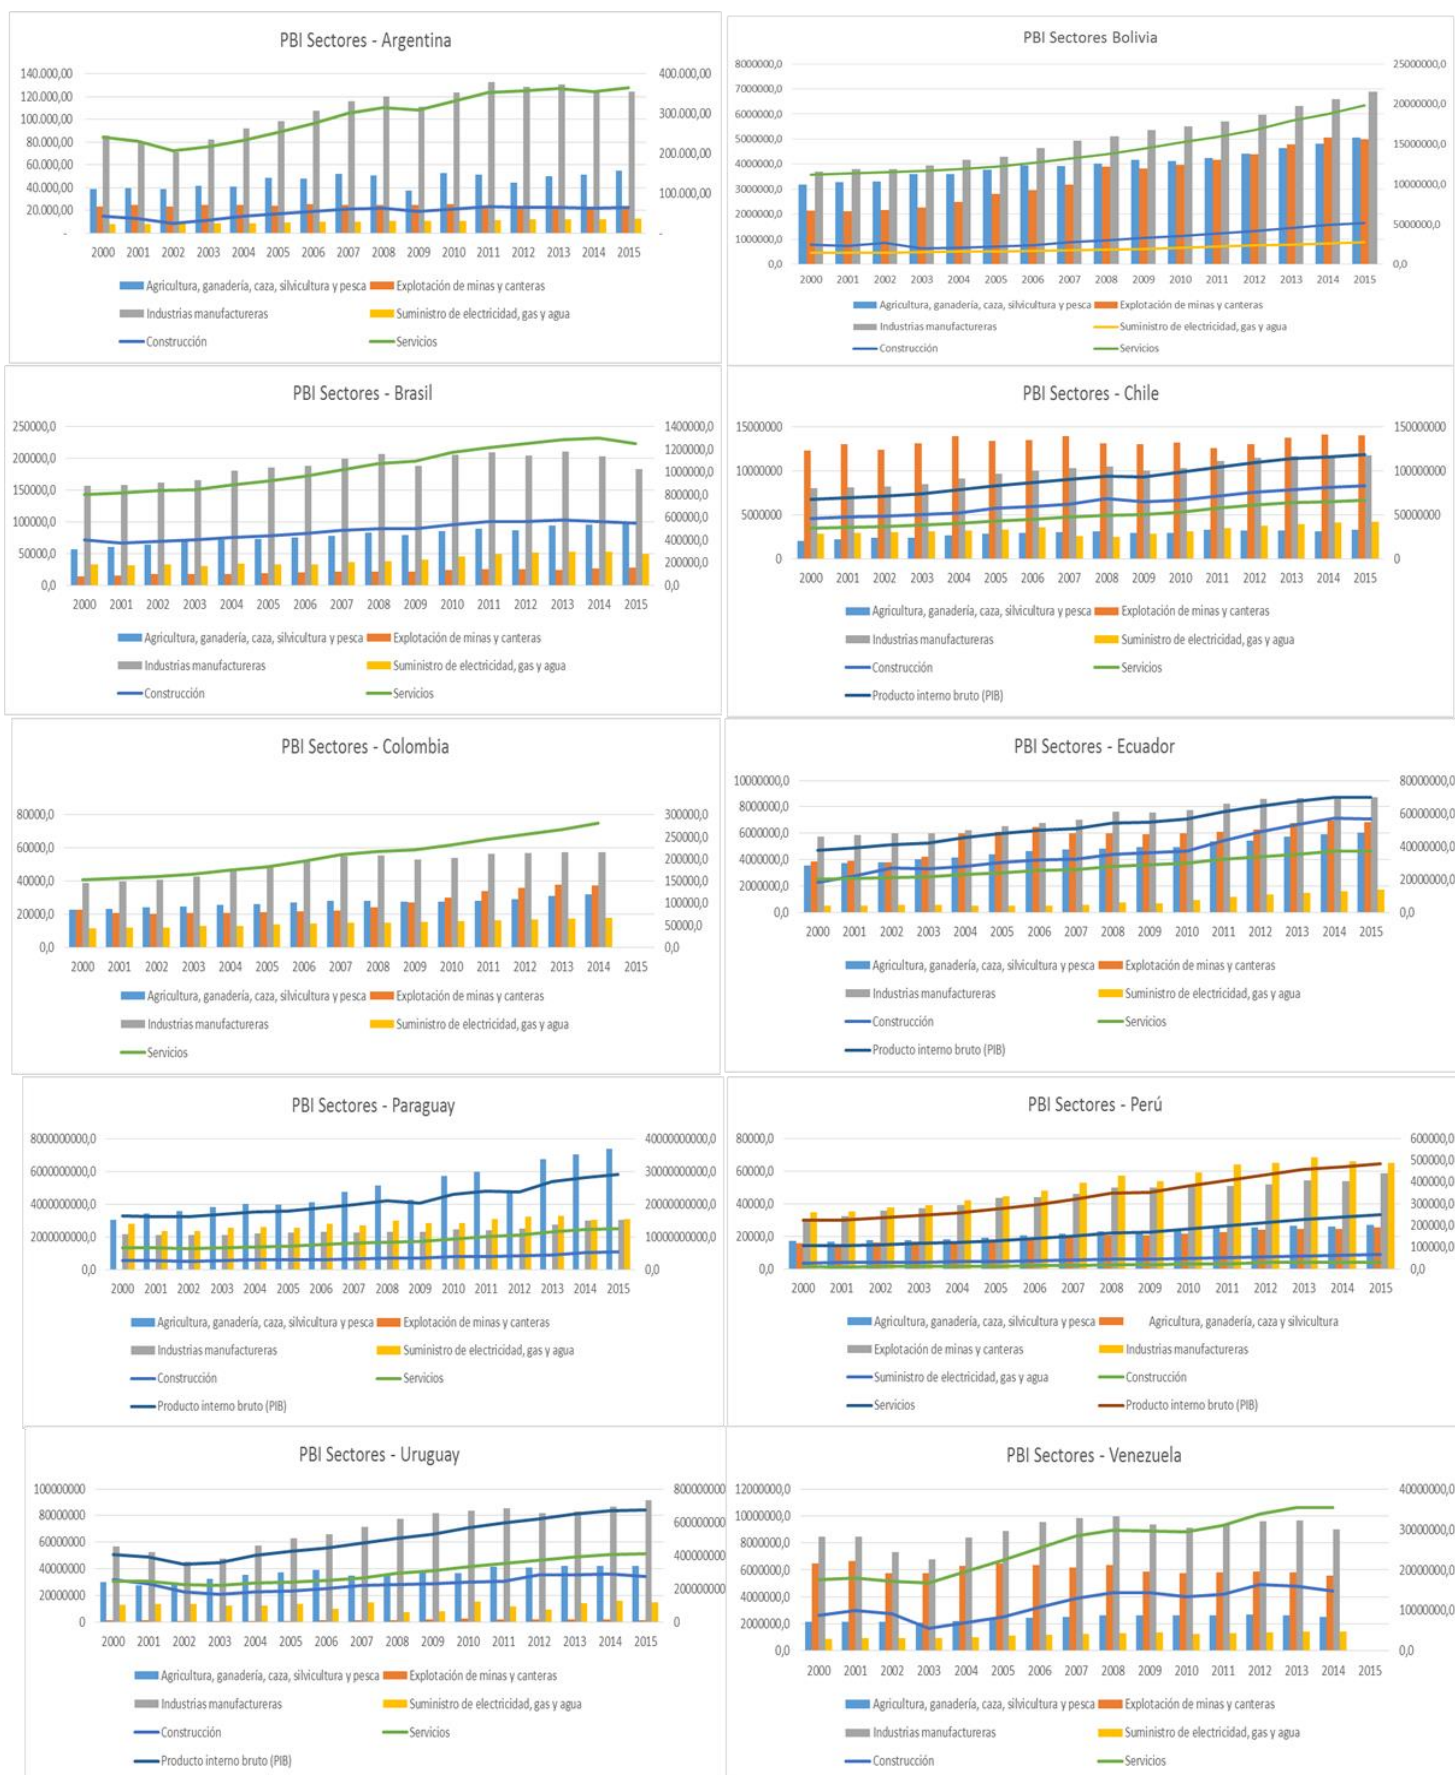 PBI Sectores - Argentina
140.000,00 400.000,00
120.000,00
100.000,00 300.000,00
80.000,00 200.000,00
60.000,00
40.000,00 100.000,00
20.000,00
- -
2000 2001 2002 2003 2004 2005 2006 2007 2008 2009 2010 2011 2012 2013 2014 2015
Agricultura, ganadería, caza, silvicultura y pesca Explotación de minas y canteras
Industrias manufactureras Suministro de electricidad, gas y agua
Construcción Servicios
PBI Sectores Bolivia
8000000,0 25000000,0
7000000,0
6000000,0 20000000,0
5000000,0 15000000,0
4000000,0
3000000,0 10000000,0
2000000,0 5000000,0
1000000,0
0,0 0,0
2000 2001 2002 2003 2004 2005 2006 2007 2008 2009 2010 2011 2012 2013 2014 2015
Agricultura, ganadería, caza, silvicultura y pesca Explotación de minas y canteras
Industrias manufactureras Suministro de electricidad, gas y agua
Construcción Servicios
PBI Sectores - Brasil
250000,0 1400000,0
200000,0 1200000,0
1000000,0
150000,0 800000,0
100000,0 600000,0
50000,0 400000,0
200000,0
0,0 0,0
2000 2001 2002 2003 2004 2005 2006 2007 2008 2009 2010 2011 2012 2013 2014 2015
Agricultura, ganadería, caza, silvicultura y pesca Explotación de minas y canteras
Industrias manufactureras Suministro de electricidad, gas y agua
Construcción Servicios
PBI Sectores - Chile
15000000 150000000
10000000 100000000
5000000 50000000
0 0
2000 2001 2002 2003 2004 2005 2006 2007 2008 2009 2010 2011 2012 2013 2014 2015
Agricultura, ganadería, caza, silvicultura y pesca Explotación de minas y canteras
Industrias manufactureras Suministro de electricidad, gas y agua
Construcción Servicios
Producto interno bruto (PIB)
PBI Sectores - Colombia
80000,0 300000,0
250000,0
60000,0 200000,0
40000,0 150000,0
20000,0 100000,0
50000,0
0,0 0,0
2000 2001 2002 2003 2004 2005 2006 2007 2008 2009 2010 2011 2012 2013 2014 2015
Agricultura, ganadería, caza, silvicultura y pesca Explotación de minas y canteras
Industrias manufactureras Suministro de electricidad, gas y agua
Servicios
PBI Sectores - Ecuador
10000000,0 80000000,0
8000000,0 60000000,0
6000000,0
4000000,0 40000000,0
2000000,0 20000000,0
0,0 0,0
2000 2001 2002 2003 2004 2005 2006 2007 2008 2009 2010 2011 2012 2013 2014 2015
Agricultura, ganadería, caza, silvicultura y pesca Explotación de minas y canteras
Industrias manufactureras Suministro de electricidad, gas y agua
Construcción Servicios
Producto interno bruto (PIB)
PBI Sectores - Paraguay
8000000000,0 40000000000,0
6000000000,0 30000000000,0
4000000000,0 20000000000,0
2000000000,0 10000000000,0
0,0 0,0
2000 2001 2002 2003 2004 2005 2006 2007 2008 2009 2010 2011 2012 2013 2014 2015
Agricultura, ganadería, caza, silvicultura y pesca Explotación de minas y canteras
Industrias manufactureras Suministro de electricidad, gas y agua
Construcción Servicios
Producto interno bruto (PIB)
PBI Sectores - Perú
80000,0 600000,0
60000,0 500000,0
400000,0
40000,0 300000,0
20000,0 200000,0
100000,0
0,0 0,0
2000 2001 2002 2003 2004 2005 2006 2007 2008 2009 2010 2011 2012 2013 2014 2015
Agricultura, ganadería, caza, silvicultura y pesca Agricultura, ganadería, caza y silvicultura
Explotación de minas y canteras Industrias manufactureras
Suministro de electricidad, gas y agua Construcción
Servicios Producto interno bruto (PIB)
PBI Sectores - Uruguay
100000000 800000000
80000000 600000000
60000000
40000000 400000000
20000000 200000000
0 0
2000 2001 2002 2003 2004 2005 2006 2007 2008 2009 2010 2011 2012 2013 2014 2015
Agricultura, ganadería, caza, silvicultura y pesca Explotación de minas y canteras
Industrias manufactureras Suministro de electricidad, gas y agua
Construcción Servicios
Producto interno bruto (PIB)
PBI Sectores - Venezuela
12000000,0 40000000,0
10000000,0 30000000,0
8000000,0
6000000,0 20000000,0
4000000,0 10000000,0
2000000,0
0,0 0,0
2000 2001 2002 2003 2004 2005 2006 2007 2008 2009 2010 2011 2012 2013 2014 2015
Agricultura, ganadería, caza, silvicultura y pesca Explotación de minas y canteras
Industrias manufactureras Suministro de electricidad, gas y agua
Construcción Servicios